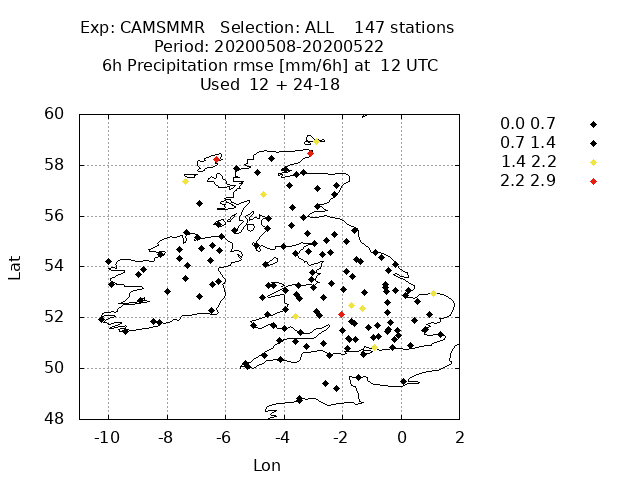 Exp: CAMSMMR   Selection: ALL    147 stations
Period: 20200508-20200522
6h Precipitation rmse [mm/6h] at  12 UTC
Used  12 + 24-18
60
58
56
54
52
50
48
Lat
-10 -8 -6 -4 -2 0 2
Lon
0.0 0.7
0.7 1.4
1.4 2.2
2.2 2.9